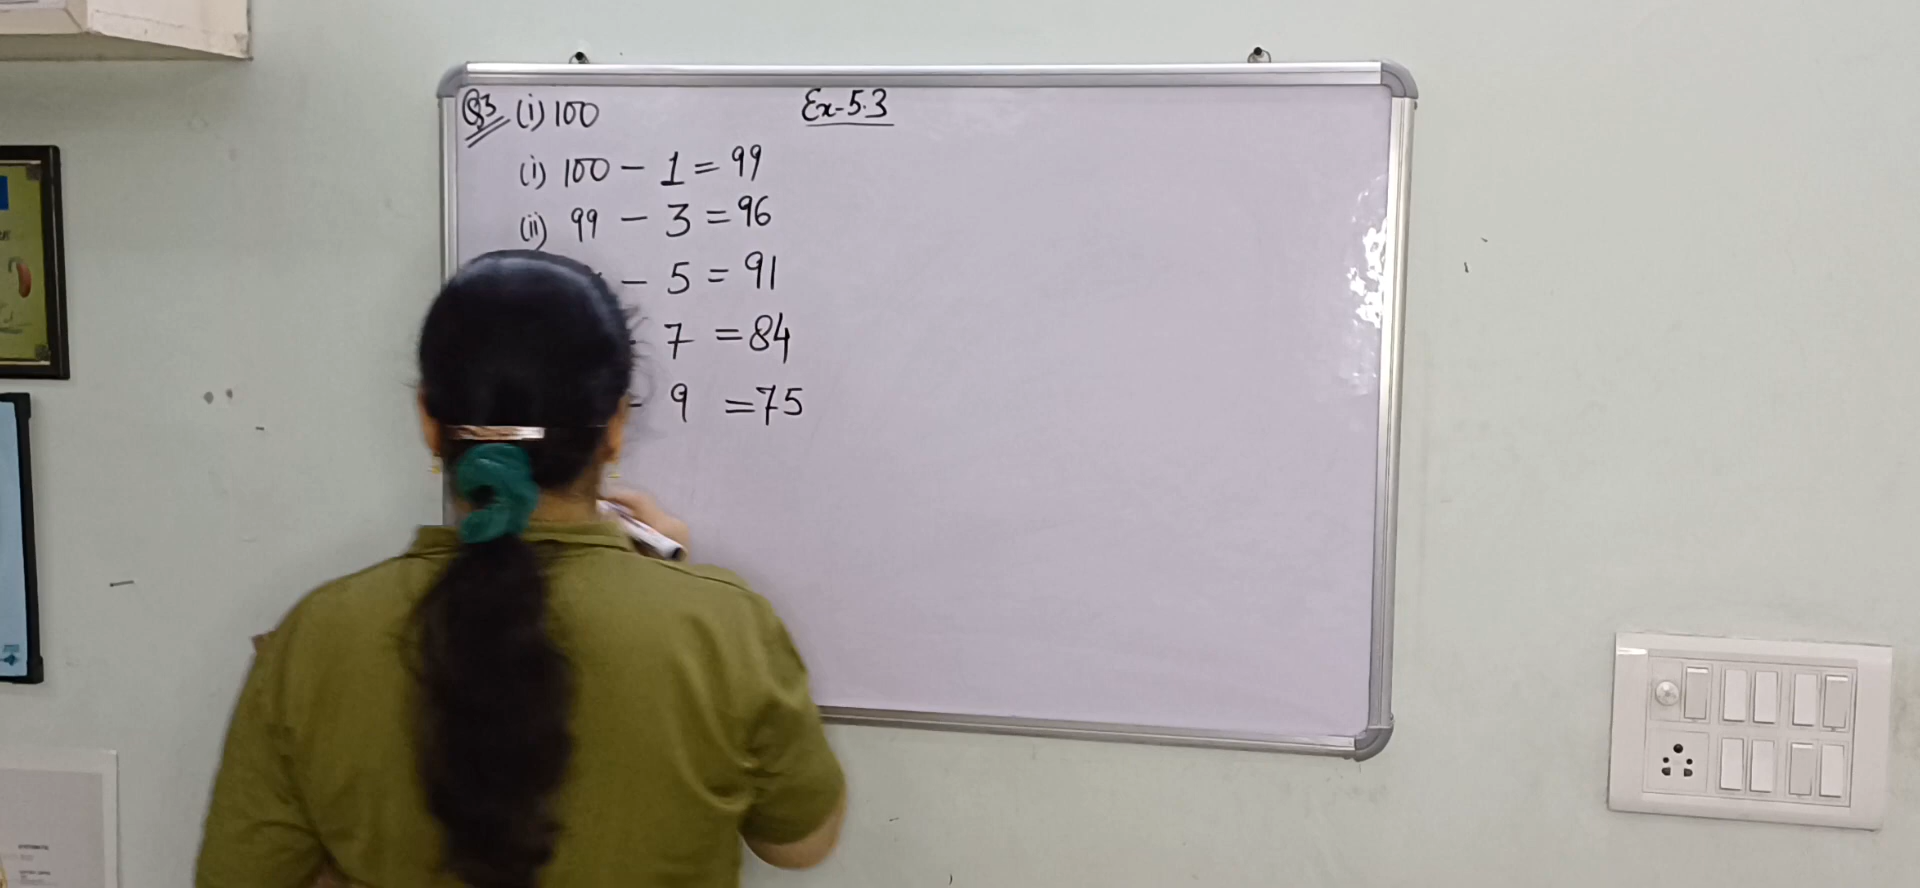 Q3 (i) 100
Ex-5.3
(i) 100 - 1 = 99
(ii) 99 - 3 = 96
- 5 = 91
- 7 = 84
- 9 = 75